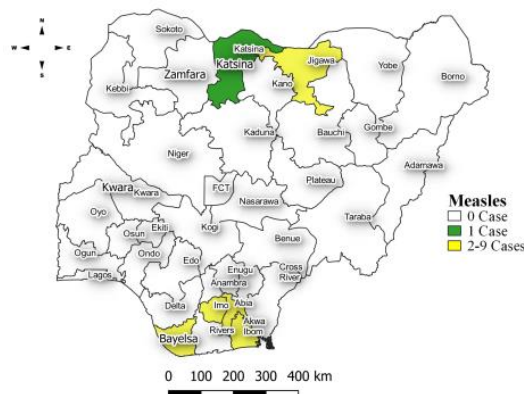 N
W E
S
Sokoto
Katsina
Katsina
Zamfara
Jigawa
Yobe
Borno
Kebbi
Kano
Kaduna
Bauchi
Gombe
Niger
Adamawa
Kwara
Kwara
FCT
Plateau
Nasarawa
Taraba
Oyo
Ekiti
Osun
Kogi
Benue
Ogun
Ondo
Edo
Enugu
Lagos
Anambra
Cross
River
Delta
Imo
Abia
Bayelsa
Rivers
Akwa
Ibom
Measles
0 Case
1 Case
2-9 Cases
0 100 200 300 400 km